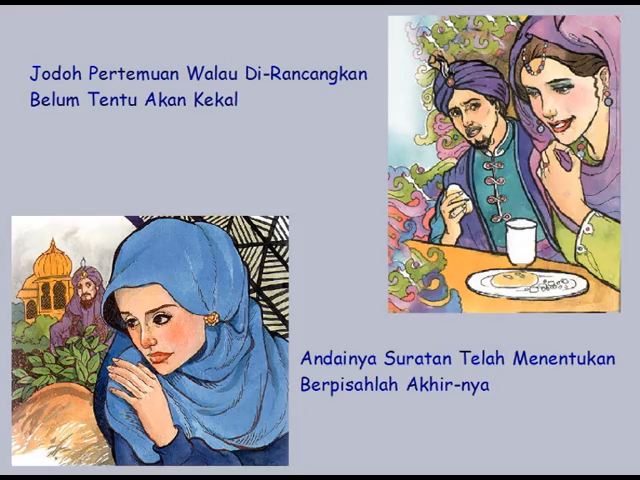 Jodoh Pertemuan Walau Di-Rancangkan
Belum Tentu Akan Kekal
Andainya Suratan Telah Menentukan
Berpisahlah Akhir-nya